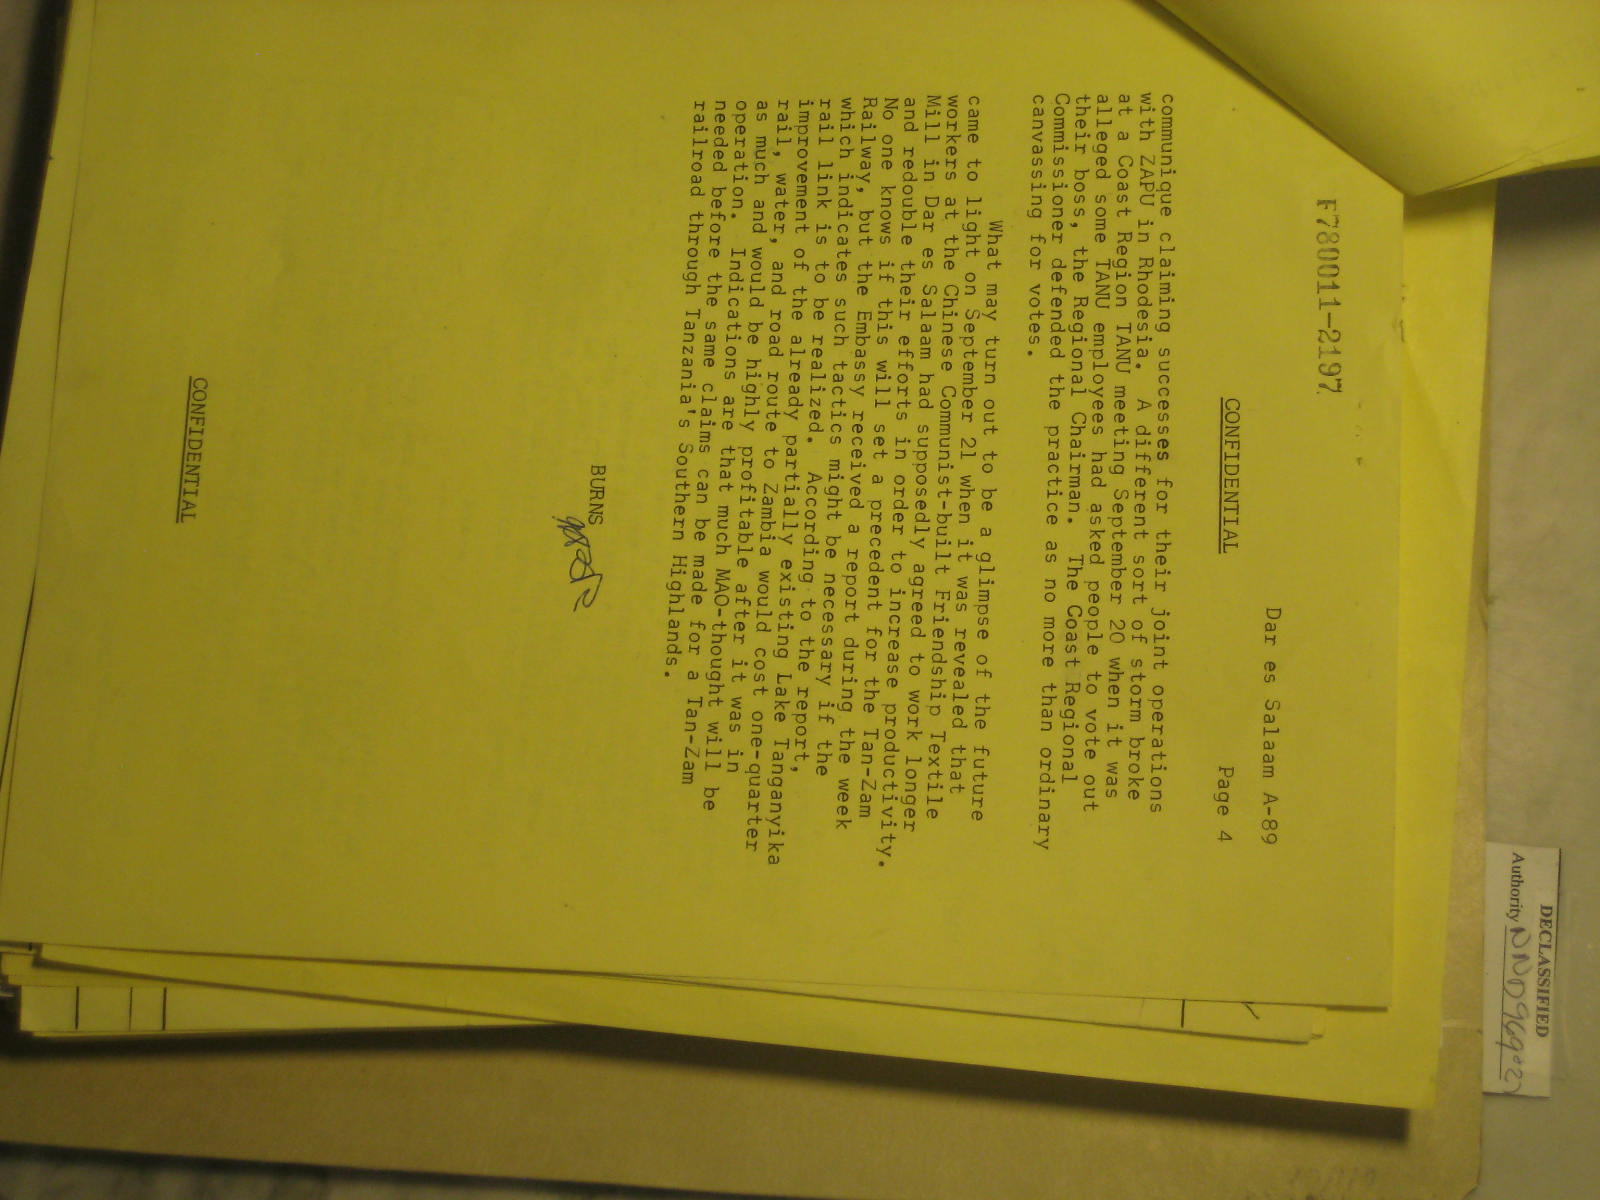 F780011-2197
Dar es Salaam A-89
CONFIDENTIAL
Page 4
communique claiming successes for their joint operations
with ZAPU in Rhodesia. A different sort of storm broke
at a Coast Region TANU meeting September 20 when it was
alleged some TANU employees had asked people to vote out
their boss, the Regional Chairman. The Coast Regional
Commissioner defended the practice as no more than ordinary
canvassing for votes.
What may turn out to be a glimpse of the future
came to light on September 21 when it was revealed that
workers at the Chinese Communist-built Friendship Textile
Mill in Dar es Salaam had supposedly agreed to work longer
and redouble their efforts in order to increase productivity.
No one knows if this will set a precedent for the Tan-Zam
Railway, but the Embassy received a report during the week
which indicates such tactics might be necessary if the
rail link is to be realized. According to the report,
improvement of the already partially existing Lake Tanganyika
rail, water, and road route to Zambia would cost one-quarter
as much and would be highly profitable after it was in
operation. Indications are that much MAO-thought will be
needed before the same claims can be made for a Tan-Zam
railroad through Tanzania's Southern Highlands.
BURNS
CONFIDENTIAL
DECLASSIFIED
Authority NND969021